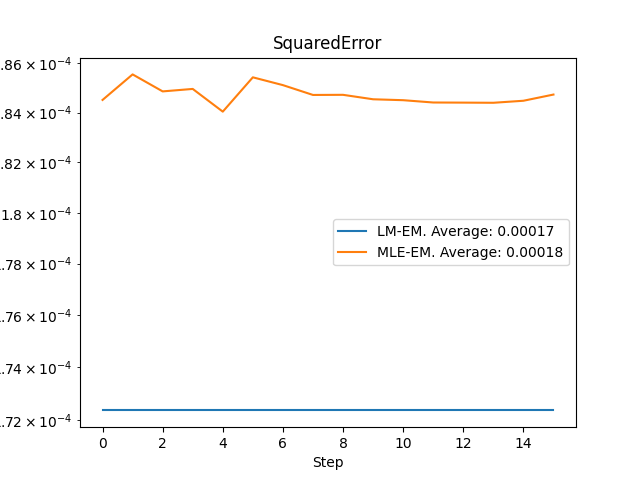 SquaredError
.86 × 10⁻⁴
.84 × 10⁻⁴
.82 × 10⁻⁴
1.8 × 10⁻⁴
.78 × 10⁻⁴
.76 × 10⁻⁴
.74 × 10⁻⁴
.72 × 10⁻⁴
LM-EM. Average: 0.00017
MLE-EM. Average: 0.00018
0 2 4 6 8 10 12 14
Step